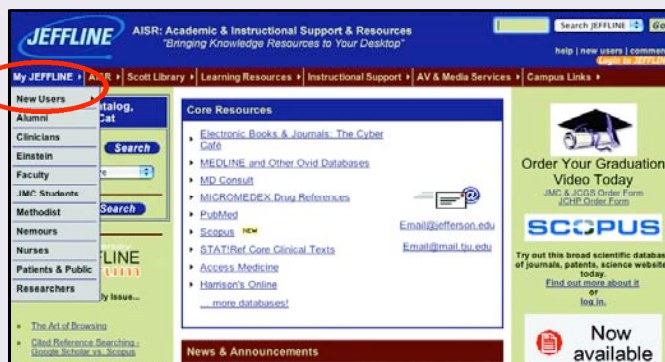 JEFFLINE
AISR: Academic & Instructional Support & Resources
"Bringing Knowledge Resources to Your Desktop"
Search JEFFLINE
Go
help | new users | commen
Login to JEFFLINE
My JEFFLINE
AISR
Scott Library
Learning Resources
Instructional Support
AV & Media Services
Campus Links
New Users
Alumni
Clinicians
Einstein
Faculty
JMC Students
Methodist
Nemours
Nurses
Patients & Public
Researchers
atalog,
Cat
Search
Search
LINE
ly Issue...
The Art of Browsing
Cited Reference Searching -
Google Scholar vs. Scopus
Core Resources
Electronic Books & Journals: The Cyber
Café
MEDLINE and Other Ovid Databases
MD Consult
MICROMEDEX Drug References
PubMed
Scopus NEW
STAT!Ref Core Clinical Texts
Access Medicine
Harrison's Online
.... more databases!
Email@jefferson.edu
Email@mail.tju.edu
News & Announcements
Order Your Graduation
Video Today
JMC & JCGS Order Form
JCHP Order Form
SCOPUS
Try out this broad scientific databas
of journals, patents, science website
today.
Find out more about it
or
log in.
Now
available